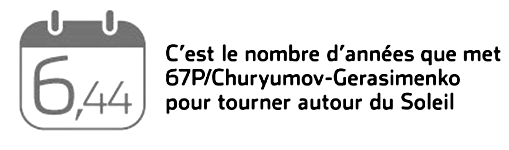 6,44
C'est le nombre d'années que met
67P/Churyumov-Gerasimenko
pour tourner autour du Soleil